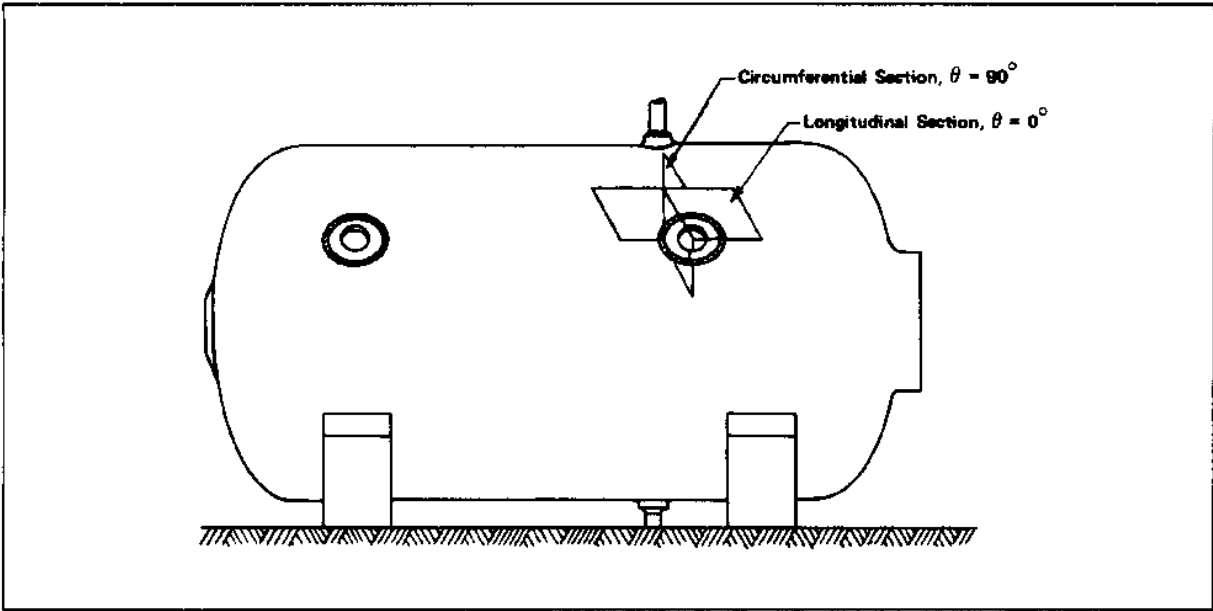 Circumferential Section, θ = 90°
Longitudinal Section, θ = 0°